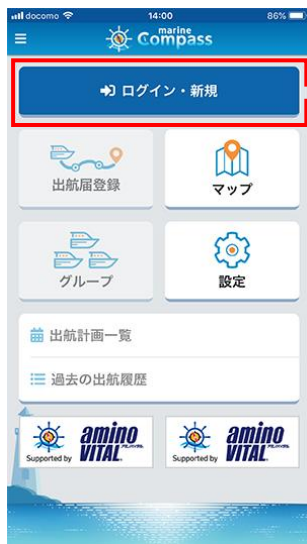 docomo 14:00 86%
marine
Compass
ログイン・新規
出航届登録
マップ
グループ
設定
出航計画一覧
過去の出航履歴
Supported by amino VITAL
Supported by amino VITAL